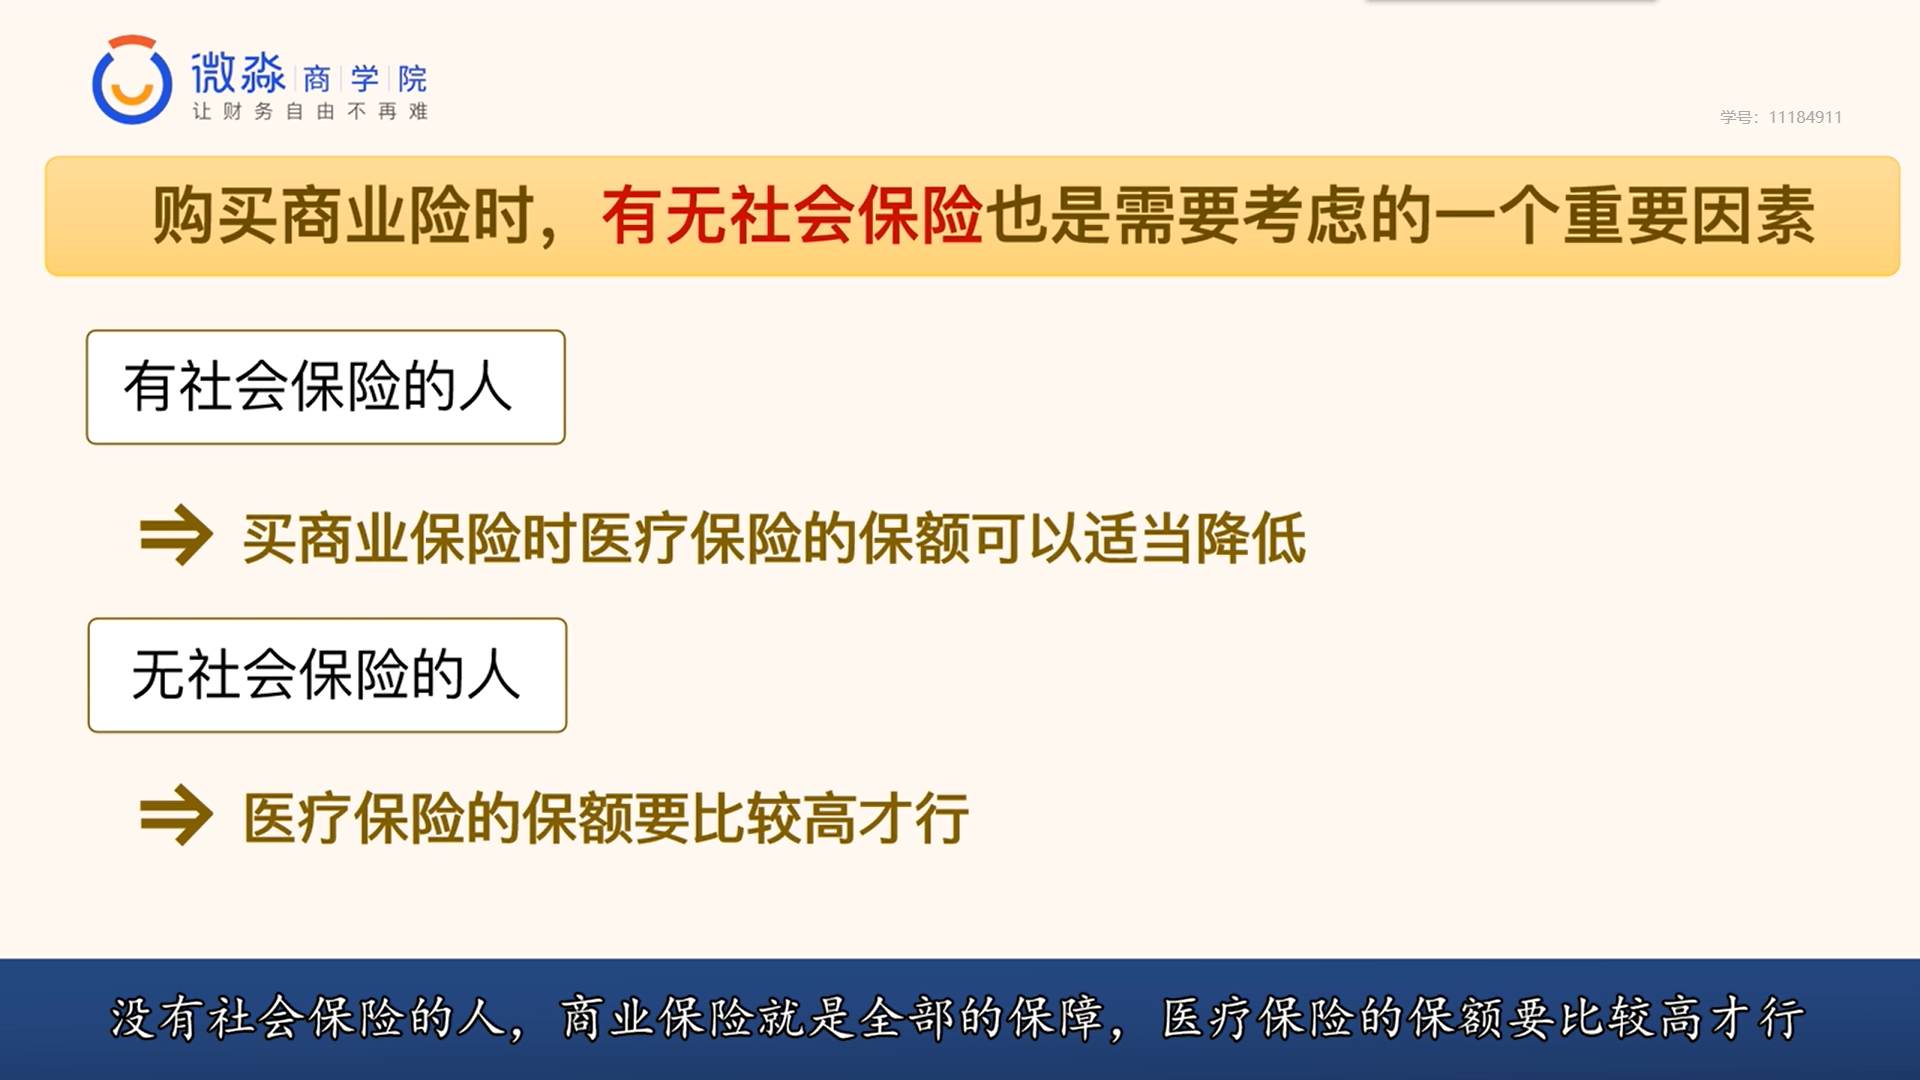 微淼商学院
让财务自由不再难
学号：11184911
购买商业险时，有无社会保险也是需要考虑的一个重要因素
有社会保险的人
⇒ 买商业保险时医疗保险的保额可以适当降低
无社会保险的人
⇒ 医疗保险的保额要比较高才行
没有社会保险的人，商业保险就是全部的保障，医疗保险的保额要比较高才行